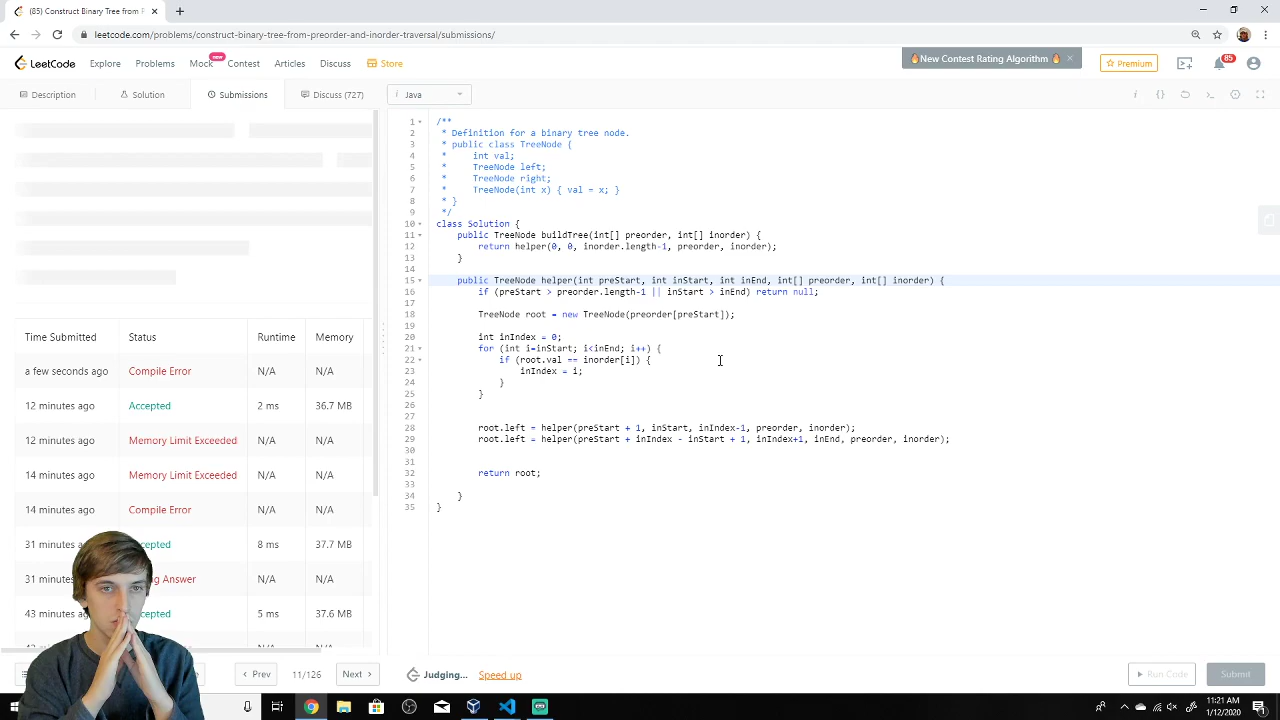 (85) Construct Binary Tree from P
leetcode.com/problems/construct-binary-tree-from-preorder-and-inorder-traversal/submissions/
LeetCode Explore Problems Mock new Contest Articles Discuss Store
🔥New Contest Rating Algorithm 🔥 ×
Premium
85
Description Solution Submissions Discuss (727)
i Java
1 /**
2 * Definition for a binary tree node.
3 * public class TreeNode {
4 * int val;
5 * TreeNode left;
6 * TreeNode right;
7 * TreeNode(int x) { val = x; }
8 * }
9 */
10 class Solution {
11 public TreeNode buildTree(int[] preorder, int[] inorder) {
12 return helper(0, 0, inorder.length-1, preorder, inorder);
13 }
14
15 public TreeNode helper(int preStart, int inStart, int inEnd, int[] preorder, int[] inorder) {
16 if (preStart > preorder.length-1 || inStart > inEnd) return null;
17
18 TreeNode root = new TreeNode(preorder[preStart]);
19
20 int inIndex = 0;
21 for (int i=inStart; i<inEnd; i++) {
22 if (root.val == inorder[i]) {
23 inIndex = i;
24 }
25 }
26
27
28 root.left = helper(preStart + 1, inStart, inIndex-1, preorder, inorder);
29 root.left = helper(preStart + inIndex - inStart + 1, inIndex+1, inEnd, preorder, inorder);
30
31
32 return root;
33
34 }
35 }
Time Submitted Status Runtime Memory
a few seconds ago Compile Error N/A N/A
12 minutes ago Accepted 2 ms 36.7 MB
12 minutes ago Memory Limit Exceeded N/A N/A
14 minutes ago Memory Limit Exceeded N/A N/A
14 minutes ago Compile Error N/A N/A
31 minutes 8 ms 37.7 MB
31 minutes Answer N/A N/A
43 minutes 5 ms 37.6 MB
N/A N/A
Prev 11/126 Next
Judging... Speed up
Run Code Submit
11:21 AM
1/12/2020